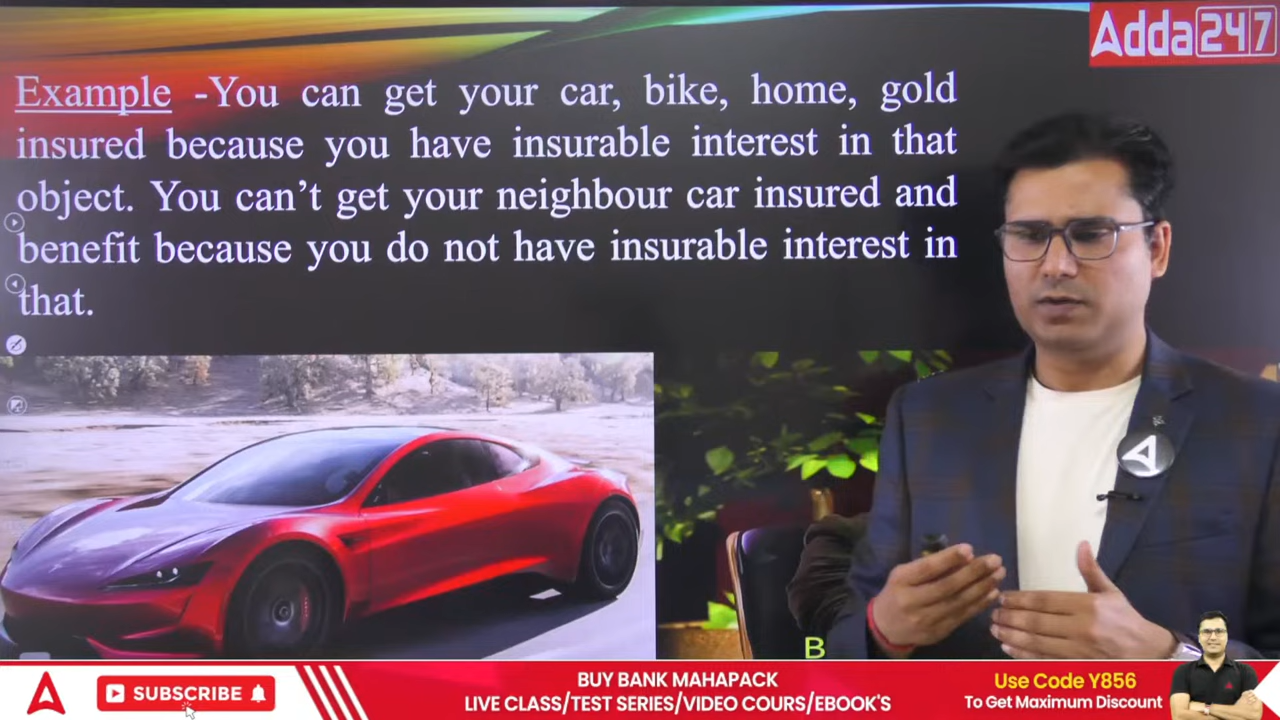 Adda247
Example -You can get your car, bike, home, gold
insured because you have insurable interest in that
object. You can’t get your neighbour car insured and
benefit because you do not have insurable interest in
that.
B
SUBSCRIBE
BUY BANK MAHAPACK
LIVE CLASS/TEST SERIES/VIDEO COURS/EBOOK'S
Use Code Y856
To Get Maximum Discount